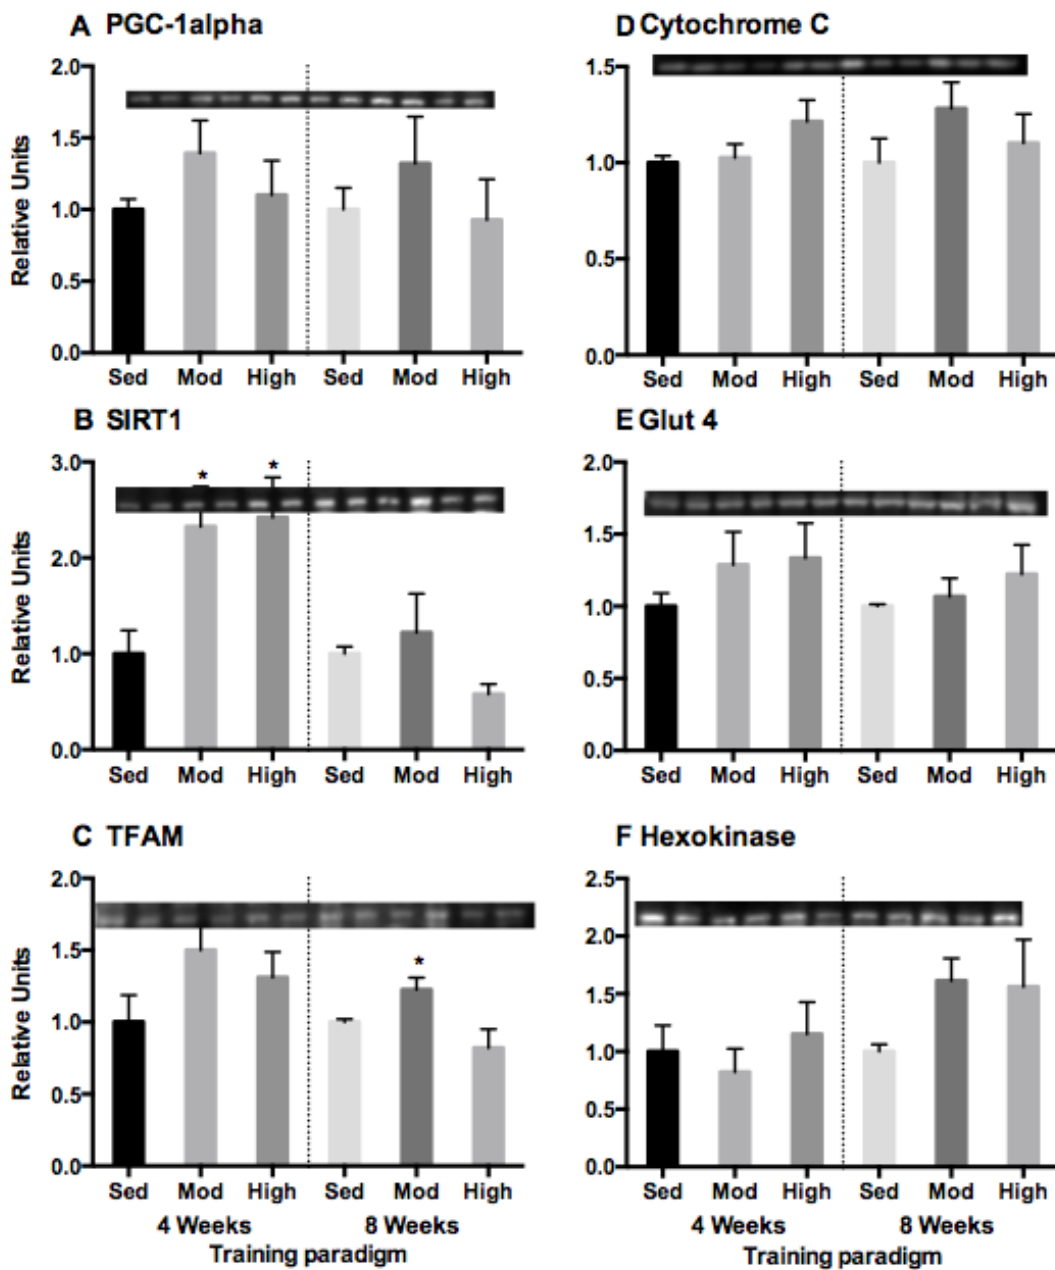 A PGC-1alpha
2.0
1.5
1.0
0.5
0.0
Relative Units
Sed Mod High Sed Mod High
D Cytochrome C
1.5
1.0
0.5
0.0
Sed Mod High Sed Mod High
B SIRT1
3.0
2.0
1.0
0.0
Relative Units
* *
Sed Mod High Sed Mod High
E Glut 4
2.0
1.5
1.0
0.5
0.0
Sed Mod High Sed Mod High
C TFAM
2.0
1.5
1.0
0.5
0.0
Relative Units
*
Sed Mod High Sed Mod High
4 Weeks 8 Weeks
Training paradigm
F Hexokinase
2.5
2.0
1.5
1.0
0.5
0.0
Sed Mod High Sed Mod High
4 Weeks 8 Weeks
Training paradigm